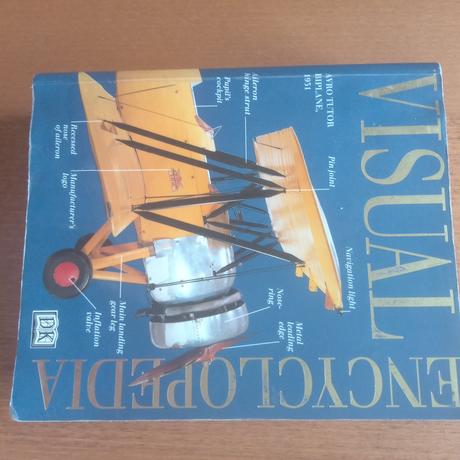 VISUAL
ENCYCLOPEDIA
AVRO TUTOR
BIPLANE,
1931
Pin joint
Navigation light
Aileron
hinge strut
Pupil's
cockpit
Metal
leading
edge
Nose-
ring
Recessed
nose
of aileron
Manufacturer's
logo
Main landing
gear leg
Inflation
valve
DK